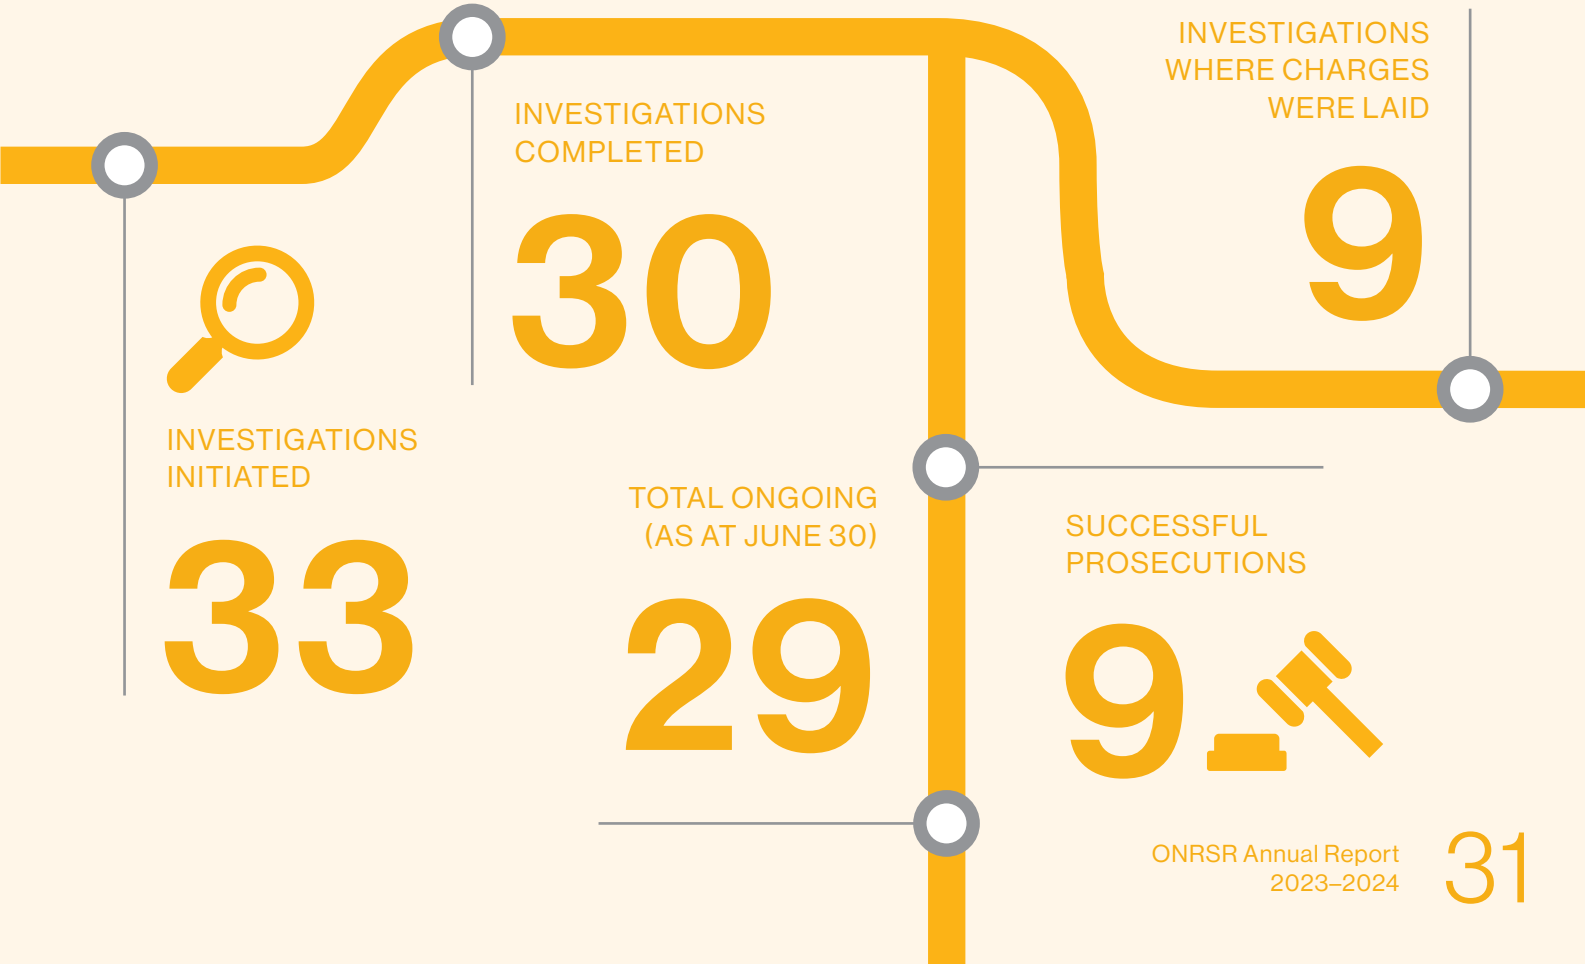 INVESTIGATIONS
INITIATED
33
INVESTIGATIONS
COMPLETED
30
TOTAL ONGOING
(AS AT JUNE 30)
29
INVESTIGATIONS
WHERE CHARGES
WERE LAID
9
SUCCESSFUL
PROSECUTIONS
9
ONRSR Annual Report
2023–2024
31